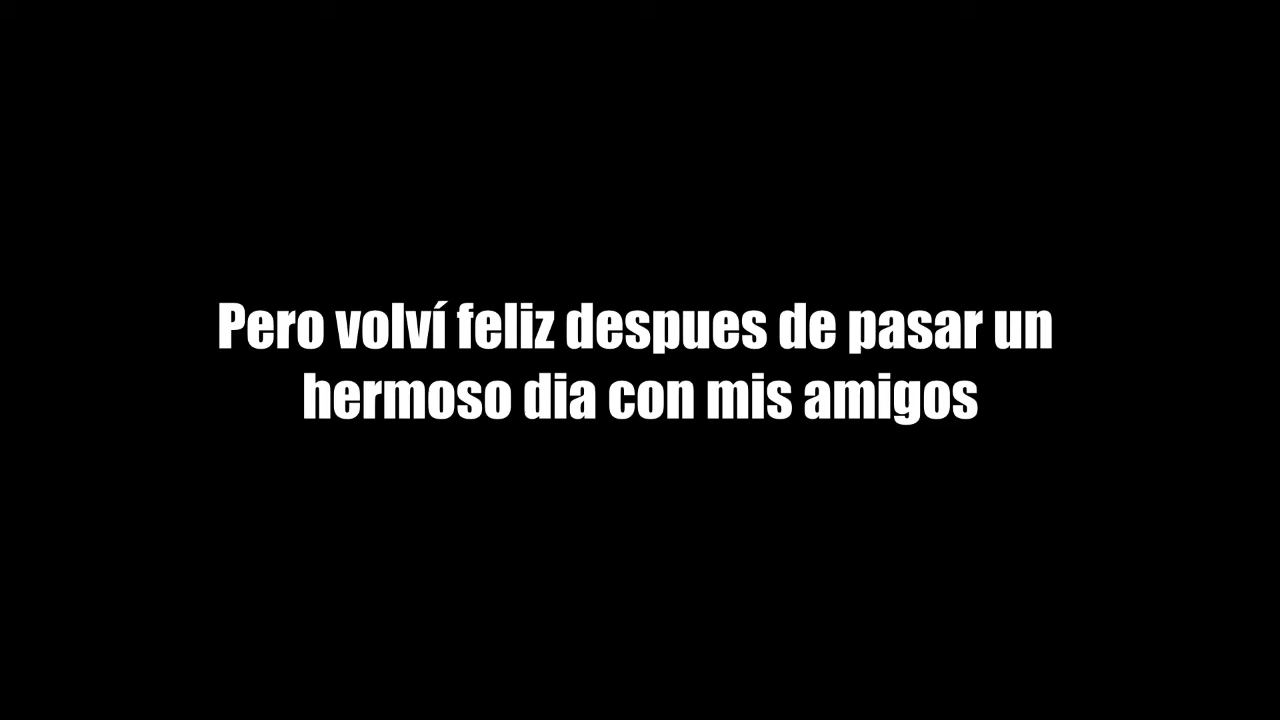 Pero volví feliz despues de pasar un
hermoso dia con mis amigos